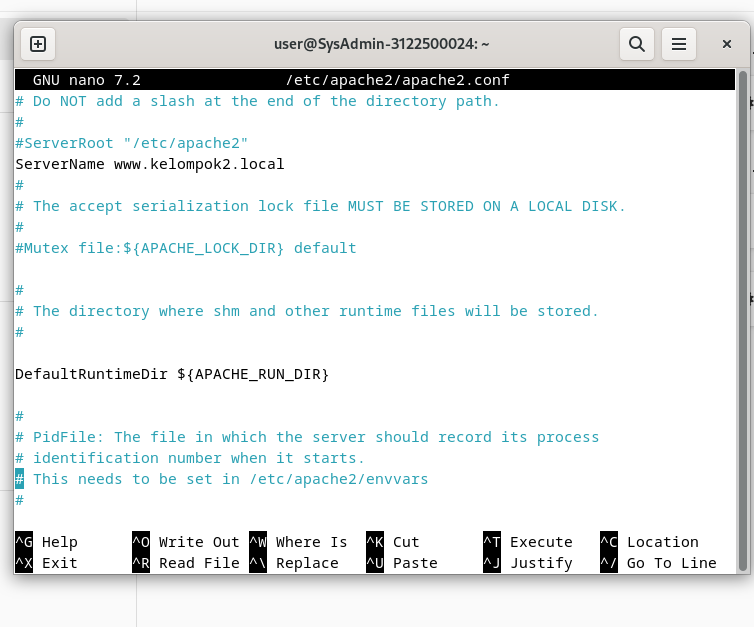 user@SysAdmin-3122500024: ~
GNU nano 7.2 /etc/apache2/apache2.conf
# Do NOT add a slash at the end of the directory path.
#
#ServerRoot "/etc/apache2"
ServerName www.kelompok2.local
#
# The accept serialization lock file MUST BE STORED ON A LOCAL DISK.
#
#Mutex file:${APACHE_LOCK_DIR} default
#
# The directory where shm and other runtime files will be stored.
#
DefaultRuntimeDir ${APACHE_RUN_DIR}
#
# PidFile: The file in which the server should record its process
# identification number when it starts.
# This needs to be set in /etc/apache2/envvars
#
^G Help ^O Write Out ^W Where Is ^K Cut ^T Execute ^C Location
^X Exit ^R Read File ^\ Replace ^U Paste ^J Justify ^/ Go To Line